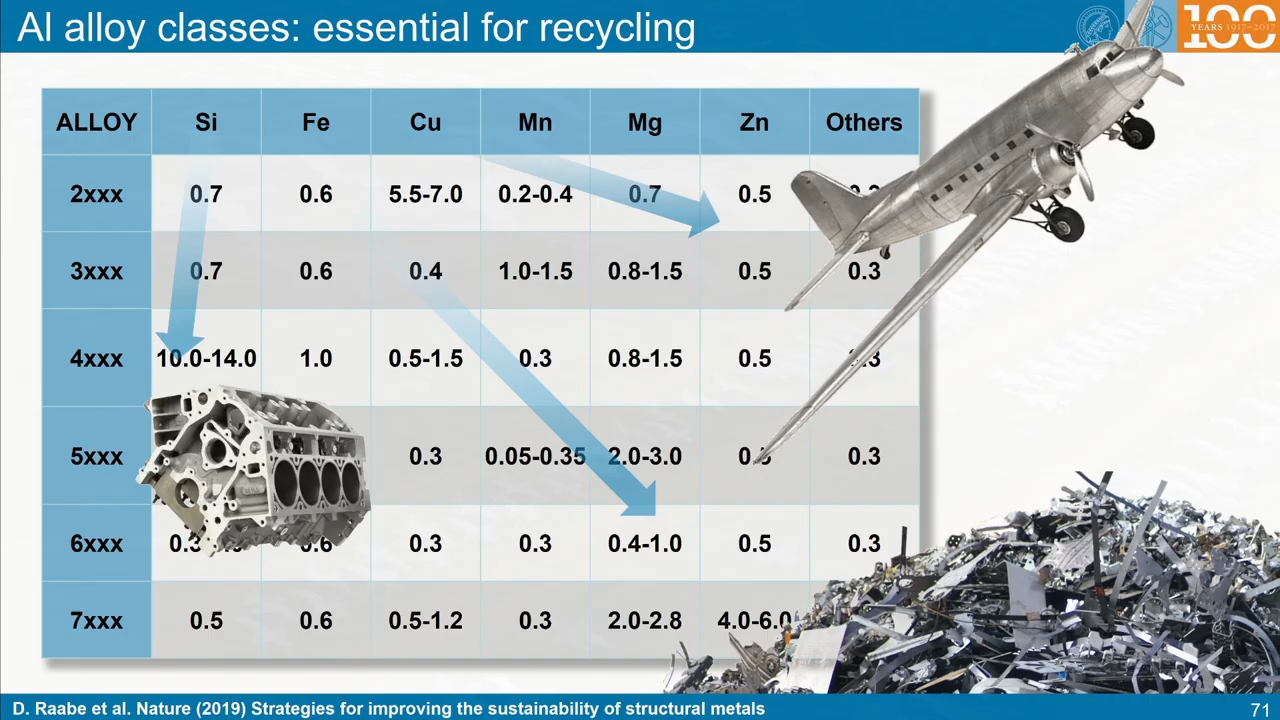 Al alloy classes: essential for recycling
100
YEARS 1917–2017
ALLOY Si Fe Cu Mn Mg Zn Others
2xxx 0.7 0.6 5.5-7.0 0.2-0.4 0.7 0.5
3xxx 0.7 0.6 0.4 1.0-1.5 0.8-1.5 0.5 0.3
4xxx 10.0-14.0 1.0 0.5-1.5 0.3 0.8-1.5 0.5
5xxx 0.3 0.05-0.35 2.0-3.0 0.3
6xxx 0.3 0.3 0.4-1.0 0.5 0.3
7xxx 0.5 0.6 0.5-1.2 0.3 2.0-2.8 4.0-6.0
D. Raabe et al. Nature (2019) Strategies for improving the sustainability of structural metals
71